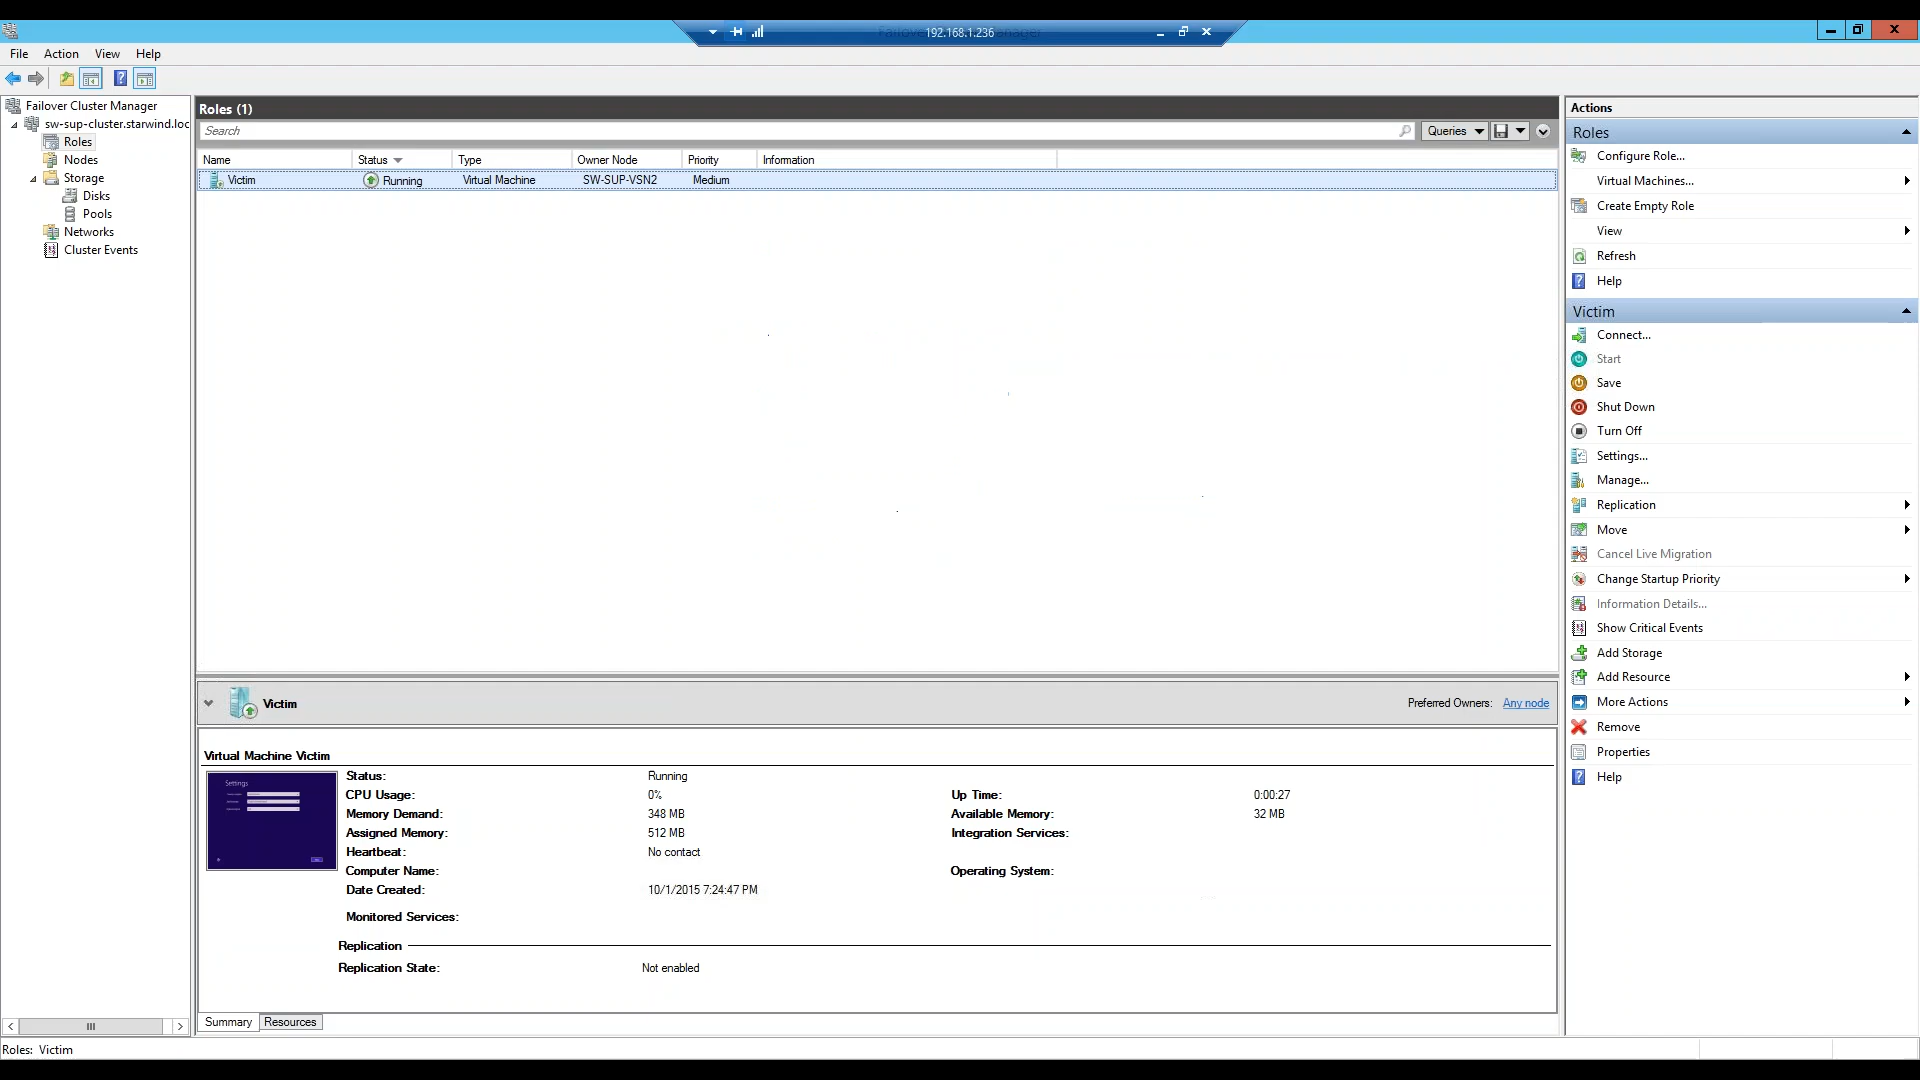 192.168.1.236
File Action View Help
Failover Cluster Manager
sw-sup-cluster.starwind.loc
Roles
Nodes
Storage
Disks
Pools
Networks
Cluster Events
Roles (1)
Search
Queries
Name Status Type Owner Node Priority Information
Victim Running Virtual Machine SW-SUP-VSN2 Medium
Victim
Preferred Owners: Any node
Virtual Machine Victim
Settings
Status: Running
CPU Usage: 0% Up Time: 0:00:27
Memory Demand: 348 MB Available Memory: 32 MB
Assigned Memory: 512 MB Integration Services:
Heartbeat: No contact
Computer Name: Operating System:
Date Created: 10/1/2015 7:24:47 PM
Monitored Services:
Replication
Replication State: Not enabled
Summary Resources
Actions
Roles
Configure Role...
Virtual Machines...
Create Empty Role
View
Refresh
Help
Victim
Connect...
Start
Save
Shut Down
Turn Off
Settings...
Manage...
Replication
Move
Cancel Live Migration
Change Startup Priority
Information Details...
Show Critical Events
Add Storage
Add Resource
More Actions
Remove
Properties
Help
Roles: Victim